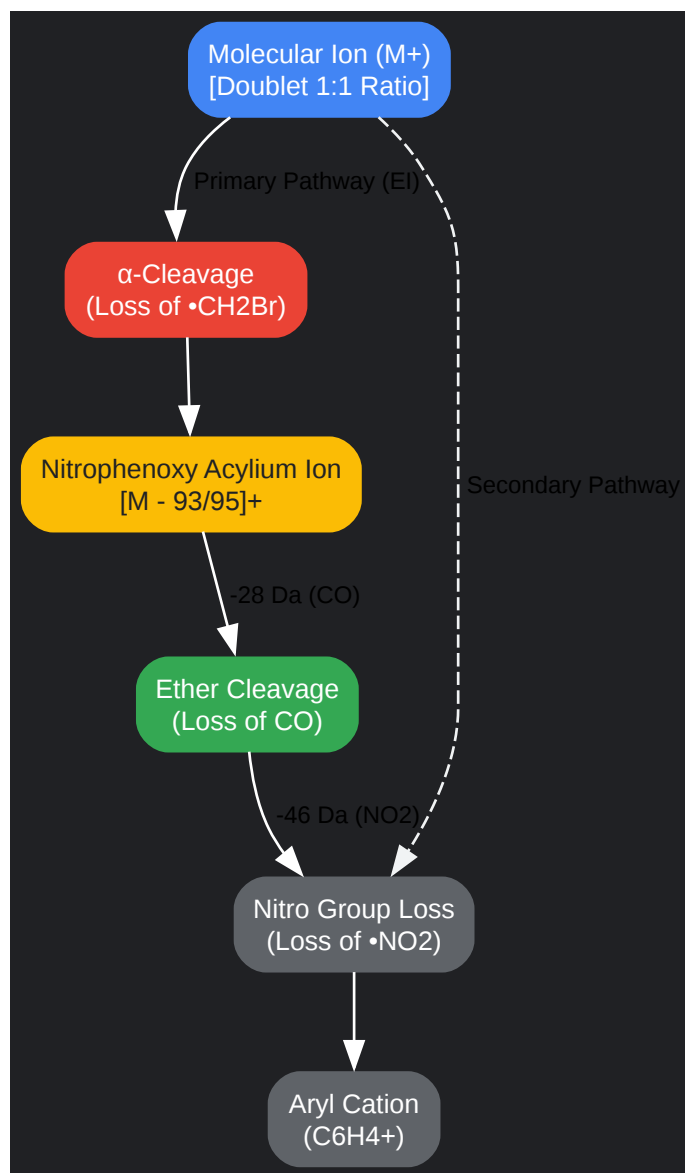 Molecular Ion (M+)
[Doublet 1:1 Ratio]
Primary Pathway (EI)
α-Cleavage
(Loss of •CH2Br)
Nitrophenoxy Acylium Ion
[M - 93/95]+
Secondary Pathway
-28 Da (CO)
Ether Cleavage
(Loss of CO)
-46 Da (NO2)
Nitro Group Loss
(Loss of •NO2)
Aryl Cation
(C6H4+)